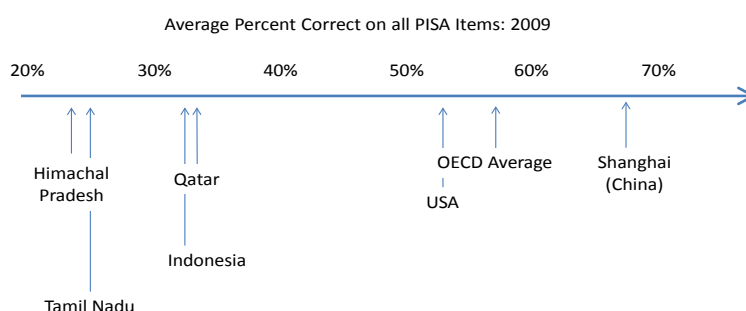 Average Percent Correct on all PISA Items: 2009
20% 30% 40% 50% 60% 70%
Himachal
Pradesh
Qatar
OECD Average
Shanghai
(China)
USA
Indonesia
Tamil Nadu